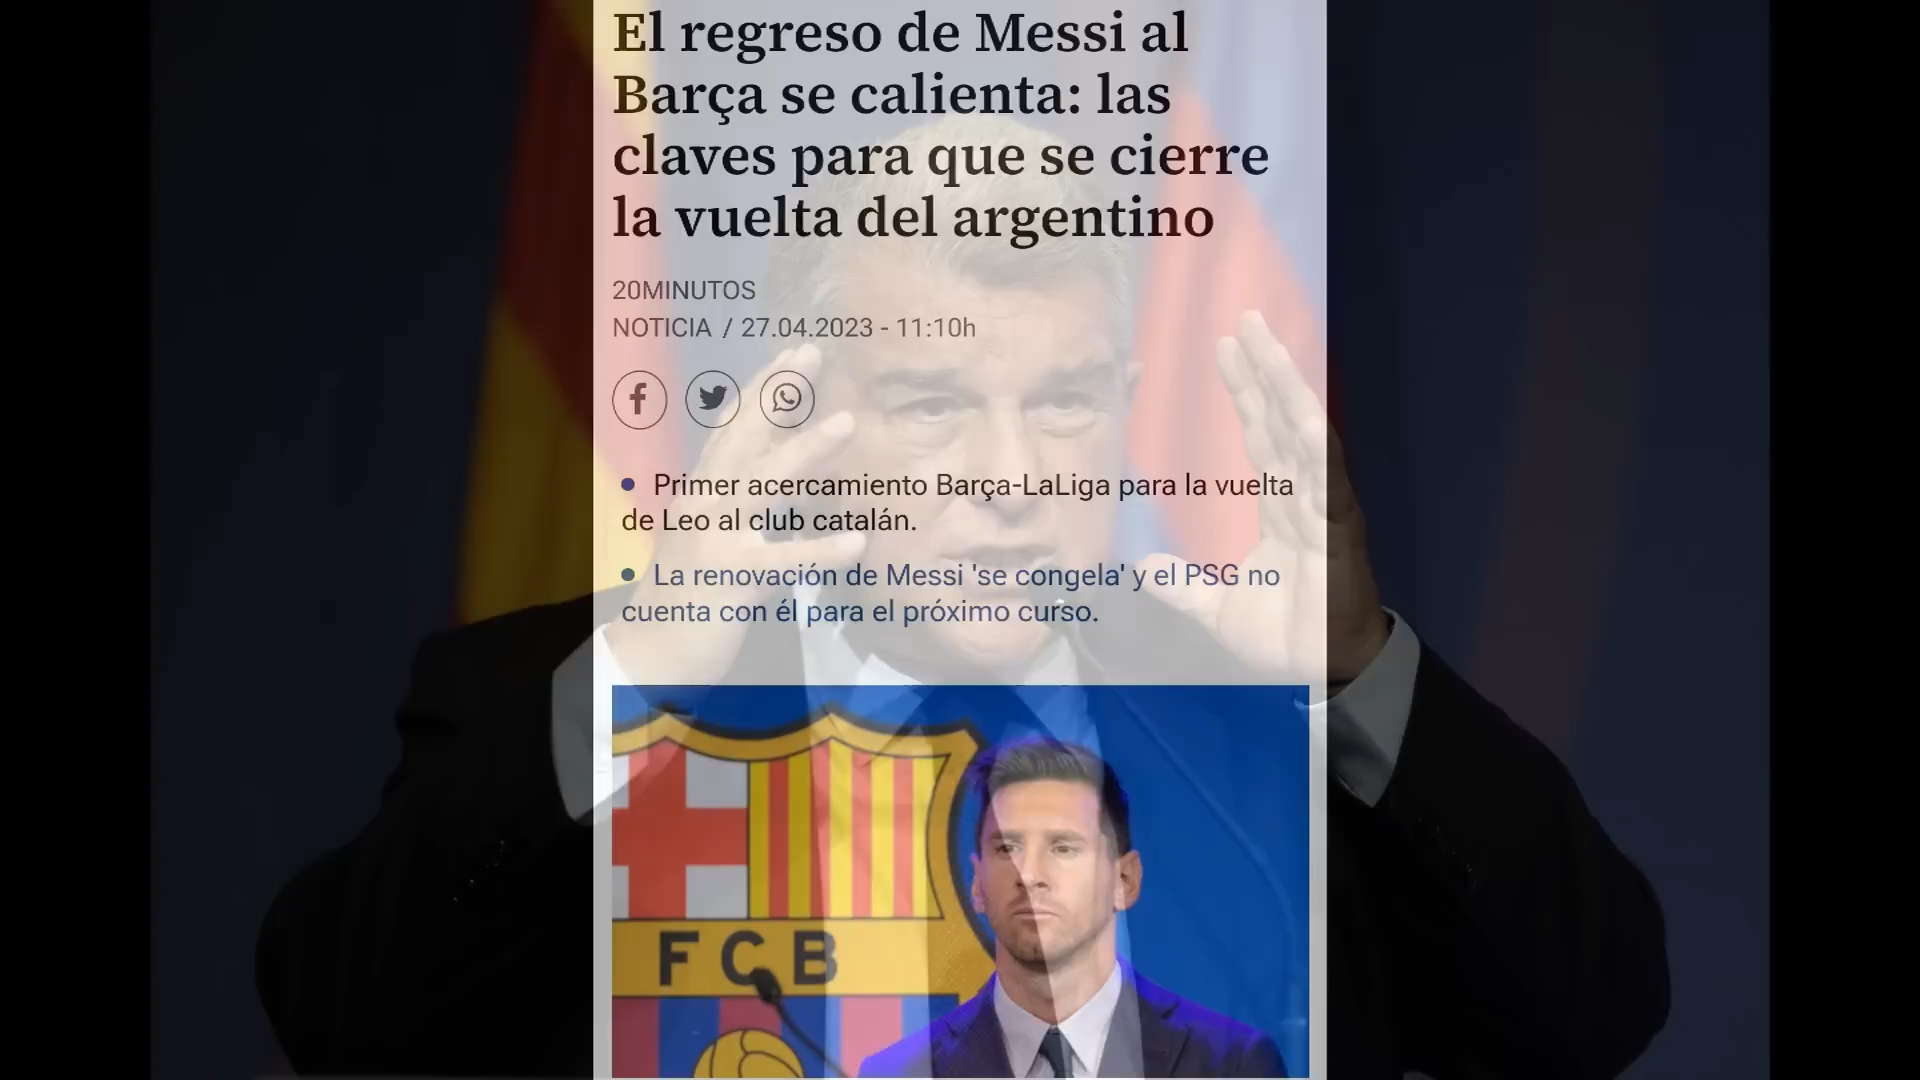 El regreso de Messi al
Barça se calienta: las
claves para que se cierre
la vuelta del argentino
20MINUTOS
NOTICIA / 27.04.2023 - 11:10h
Primer acercamiento Barça-LaLiga para la vuelta
de Leo al club catalán.
La renovación de Messi 'se congela' y el PSG no
cuenta con él para el próximo curso.
FCB